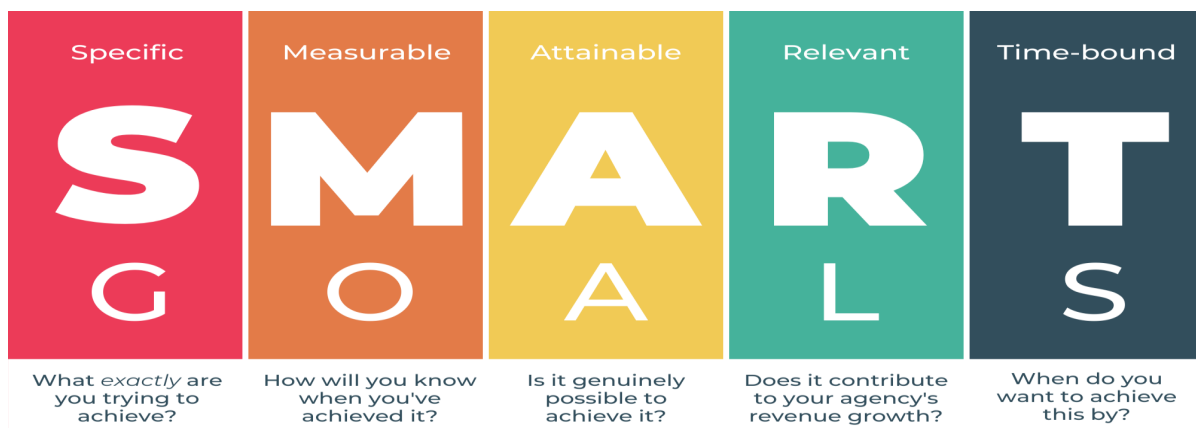 Specific
Measurable
Attainable
Relevant
Time-bound
S M A R T
G O A L S
What exactly are
you trying to
achieve?
How will you know
when you've
achieved it?
Is it genuinely
possible to
achieve it?
Does it contribute
to your agency's
revenue growth?
When do you
want to achieve
this by?